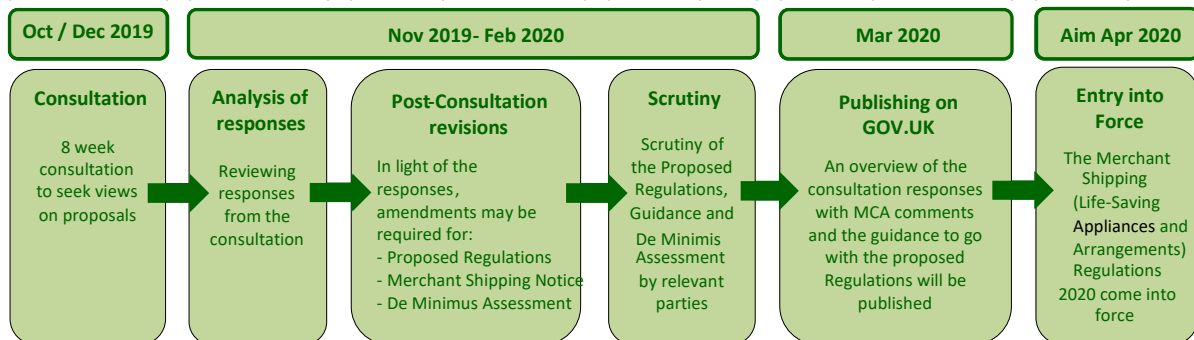 Oct / Dec 2019
Nov 2019- Feb 2020
Mar 2020
Aim Apr 2020
Consultation
8 week
consultation
to seek views
on proposals
Analysis of
responses
Reviewing
responses
from the
consultation
Post-Consultation
revisions
In light of the
responses,
amendments may be
required for:
- Proposed Regulations
- Merchant Shipping Notice
- De Minimus Assessment
Scrutiny
Scrutiny of
the Proposed
Regulations,
Guidance and
De Minimis
Assessment
by relevant
parties
Publishing on
GOV.UK
An overview of the
consultation responses
with MCA comments
and the guidance to go
with the proposed
Regulations will be
published
Entry into
Force
The Merchant
Shipping
(Life-Saving
Appliances and
Arrangements)
Regulations
2020 come into
force